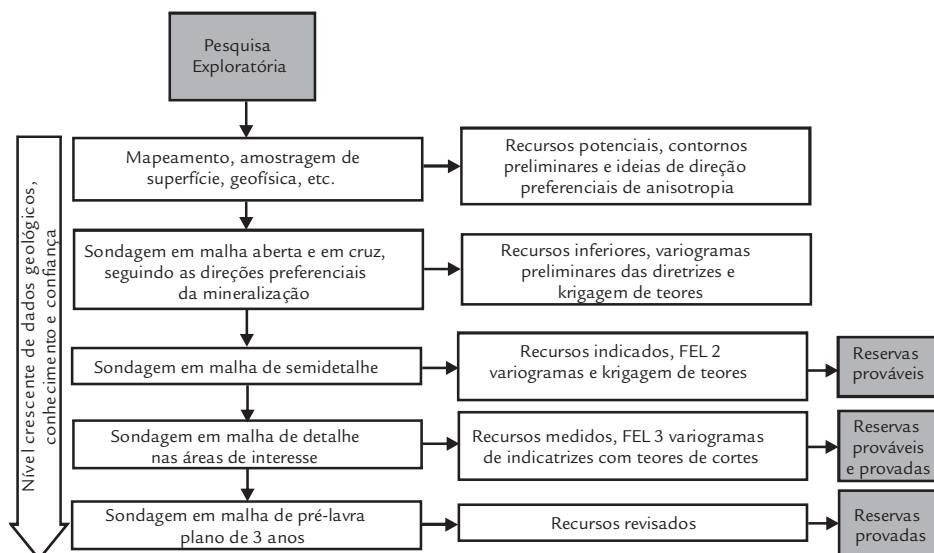 Pesquisa
Exploratória
Nível crescente de dados geológicos,
conhecimento e confiança
Mapeamento, amostragem de
superfície, geofísica, etc.
Recursos potenciais, contornos
preliminares e ideias de direção
preferenciais de anisotropia
Sondagem em malha aberta e em cruz,
seguindo as direções preferenciais
da mineralização
Recursos inferiores, variogramas
preliminares das diretrizes e
krigagem de teores
Sondagem em malha de semidetalhe
Recursos indicados, FEL 2
variogramas e krigagem de teores
Reservas
prováveis
Sondagem em malha de detalhe
nas áreas de interesse
Recursos medidos, FEL 3 variogramas
de indicatrizes com teores de cortes
Reservas
prováveis
e provadas
Sondagem em malha de pré-lavra
plano de 3 anos
Recursos revisados
Reservas
provadas